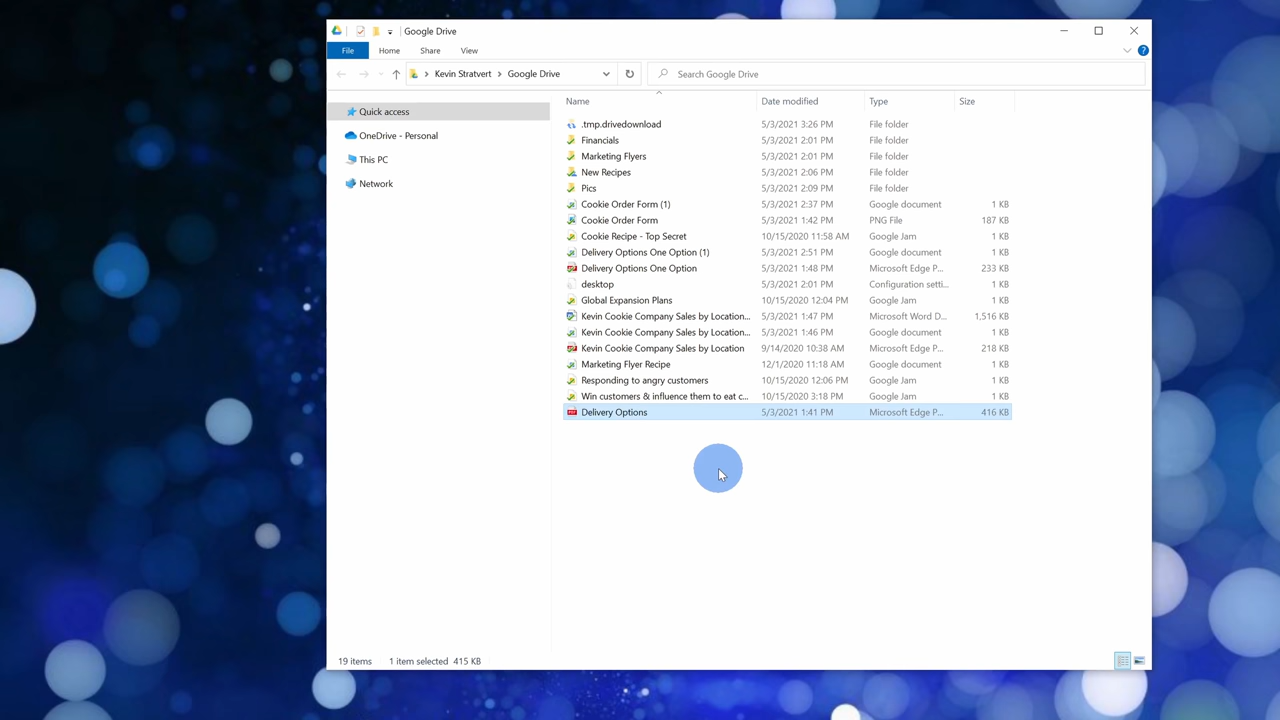 Google Drive
File Home Share View
Kevin Stratvert Google Drive Search Google Drive
Quick access
OneDrive - Personal
This PC
Network
Name Date modified Type Size
.tmp.drivedownload 5/3/2021 3:26 PM File folder
Financials 5/3/2021 2:01 PM File folder
Marketing Flyers 5/3/2021 2:01 PM File folder
New Recipes 5/3/2021 2:06 PM File folder
Pics 5/3/2021 2:09 PM File folder
Cookie Order Form (1) 5/3/2021 2:37 PM Google document 1 KB
Cookie Order Form 5/3/2021 1:42 PM PNG File 187 KB
Cookie Recipe - Top Secret 10/15/2020 11:58 AM Google Jam 1 KB
Delivery Options One Option (1) 5/3/2021 2:51 PM Google document 1 KB
Delivery Options One Option 5/3/2021 1:48 PM Microsoft Edge P... 233 KB
desktop 5/3/2021 2:01 PM Configuration setti... 1 KB
Global Expansion Plans 10/15/2020 12:04 PM Google Jam 1 KB
Kevin Cookie Company Sales by Location... 5/3/2021 1:47 PM Microsoft Word D... 1,516 KB
Kevin Cookie Company Sales by Location... 5/3/2021 1:46 PM Google document 1 KB
Kevin Cookie Company Sales by Location 9/14/2020 10:38 AM Microsoft Edge P... 218 KB
Marketing Flyer Recipe 12/1/2020 11:18 AM Google document 1 KB
Responding to angry customers 10/15/2020 12:06 PM Google Jam 1 KB
Win customers & influence them to eat c... 10/15/2020 3:18 PM Google Jam 1 KB
Delivery Options 5/3/2021 1:41 PM Microsoft Edge P... 416 KB
19 items 1 item selected 415 KB